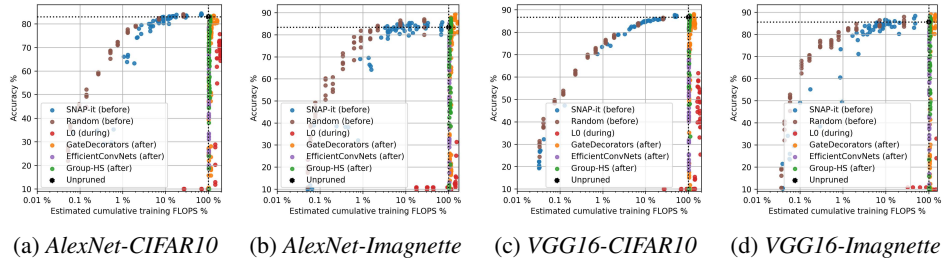 Accuracy %
90
80
70
60
50
40
30
20
10
SNAP-it (before)
Random (before)
L0 (during)
GateDecorators (after)
EfficientConvNets (after)
Group-HS (after)
Unpruned
0.01 % 0.1 % 1 % 10 % 100 %
Estimated cumulative training FLOPS %
(a) AlexNet-CIFAR10
Accuracy %
90
80
70
60
50
40
30
20
10
SNAP-it (before)
Random (before)
L0 (during)
GateDecorators (after)
EfficientConvNets (after)
Group-HS (after)
Unpruned
0.01 % 0.1 % 1 % 10 % 100 %
Estimated cumulative training FLOPS %
(b) AlexNet-Imagnette
Accuracy %
90
80
70
60
50
40
30
20
10
SNAP-it (before)
Random (before)
L0 (during)
GateDecorators (after)
EfficientConvNets (after)
Group-HS (after)
Unpruned
0.01 % 0.1 % 1 % 10 % 100 %
Estimated cumulative training FLOPS %
(c) VGG16-CIFAR10
Accuracy %
90
80
70
60
50
40
30
20
10
SNAP-it (before)
Random (before)
L0 (during)
GateDecorators (after)
EfficientConvNets (after)
Group-HS (after)
Unpruned
0.01 % 0.1 % 1 % 10 % 100 %
Estimated cumulative training FLOPS %
(d) VGG16-Imagnette